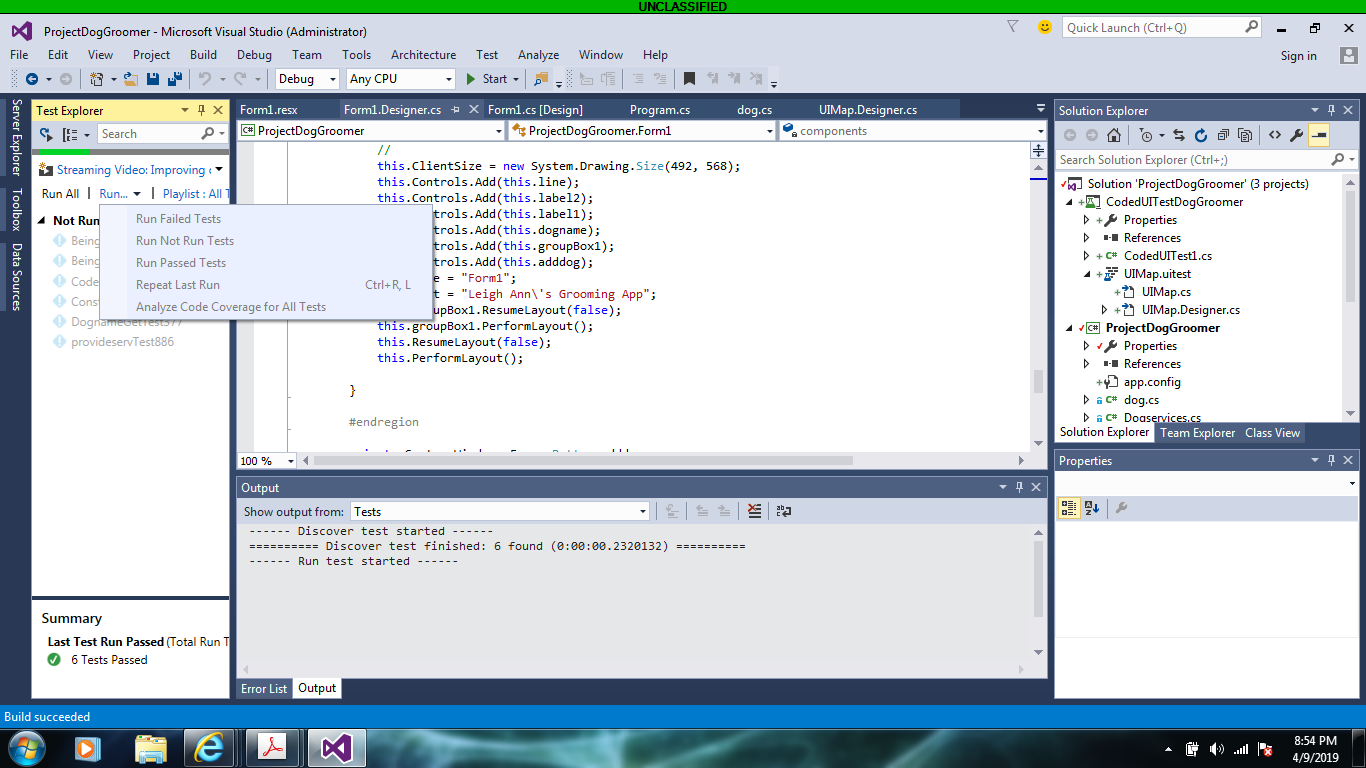 UNCLASSIFIED
ProjectDogGroomer - Microsoft Visual Studio (Administrator)
Quick Launch (Ctrl+Q)
File Edit View Project Build Debug Team Tools Architecture Test Analyze Window Help
Sign in
Debug Any CPU Start
Server Explorer
Toolbox
Data Sources
Test Explorer
Search
Streaming Video: Improving
Run All | Run... | Playlist : All T
Not Run
Being
Being
Code
Const
DognameGetTest377
provideservTest886
Run Failed Tests
Run Not Run Tests
Run Passed Tests
Repeat Last Run Ctrl+R, L
Analyze Code Coverage for All Tests
Summary
Last Test Run Passed (Total Run T
6 Tests Passed
Form1.resx Form1.Designer.cs Form1.cs [Design] Program.cs dog.cs UIMap.Designer.cs
ProjectDogGroomer ProjectDogGroomer.Form1 components
//
this.ClientSize = new System.Drawing.Size(492, 568);
this.Controls.Add(this.line);
this.Controls.Add(this.label2);
ntrols.Add(this.label1);
ntrols.Add(this.dogname);
ntrols.Add(this.groupBox1);
ntrols.Add(this.adddog);
e = "Form1";
t = "Leigh Ann\'s Grooming App";
oupBox1.ResumeLayout(false);
this.groupBox1.PerformLayout();
this.ResumeLayout(false);
this.PerformLayout();
}
#endregion
100 %
Output
Show output from: Tests
------ Discover test started ------
========== Discover test finished: 6 found (0:00:00.2320132) ==========
------ Run test started ------
Error List Output
Solution Explorer
Search Solution Explorer (Ctrl+;)
Solution 'ProjectDogGroomer' (3 projects)
CodedUITestDogGroomer
Properties
References
CodedUITest1.cs
UIMap.uitest
UIMap.cs
UIMap.Designer.cs
ProjectDogGroomer
Properties
References
app.config
dog.cs
Dogservices.cs
Solution Explorer Team Explorer Class View
Properties
Build succeeded
8:54 PM
4/9/2019